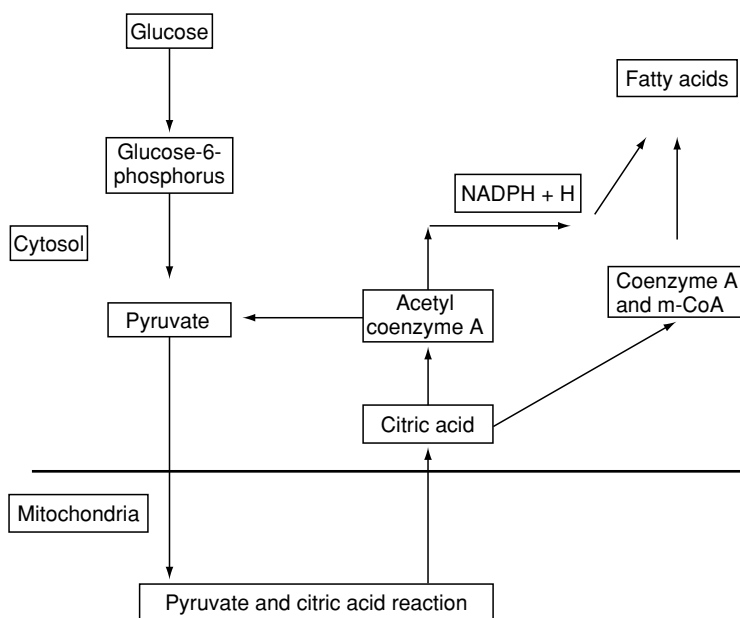 Glucose
Fatty acids
Glucose-6-
phosphorus
NADPH + H
Cytosol
Coenzyme A
and m-CoA
Acetyl
coenzyme A
Pyruvate
Citric acid
Mitochondria
Pyruvate and citric acid reaction